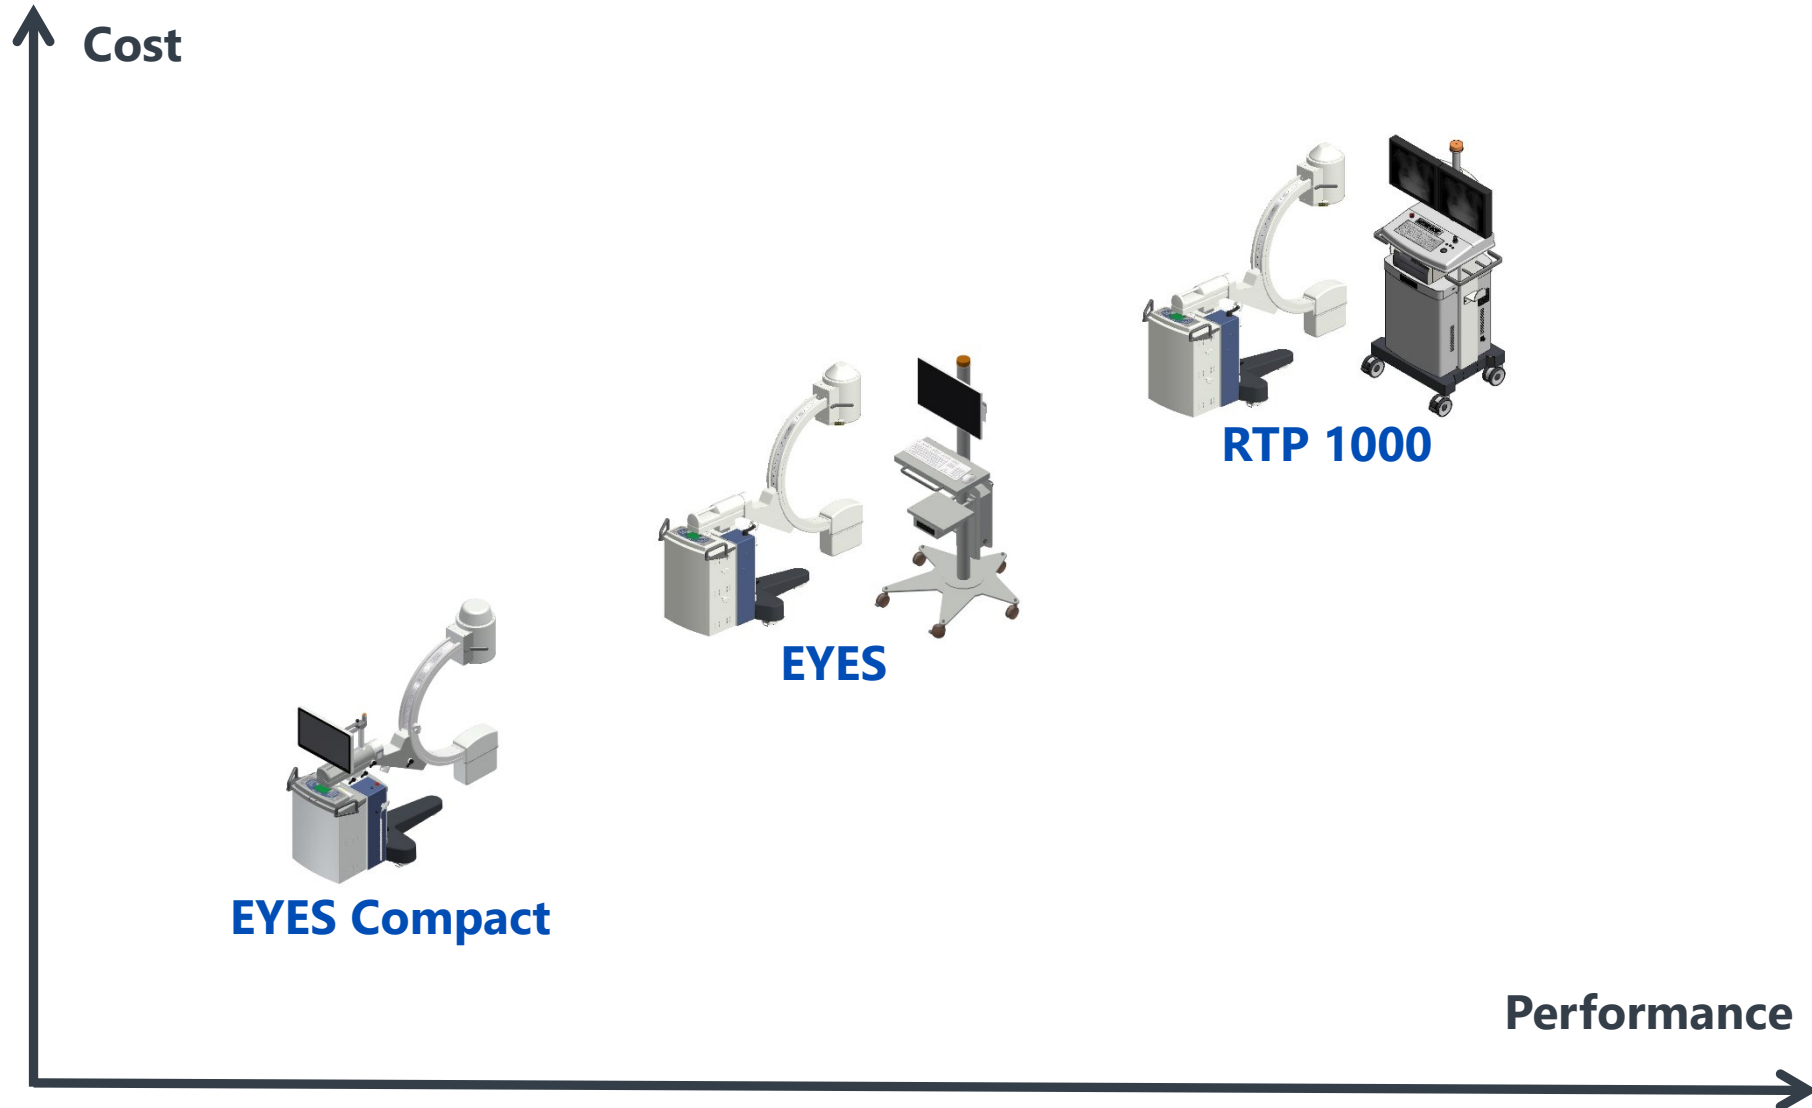 Cost
RTP 1000
EYES
EYES Compact
Performance